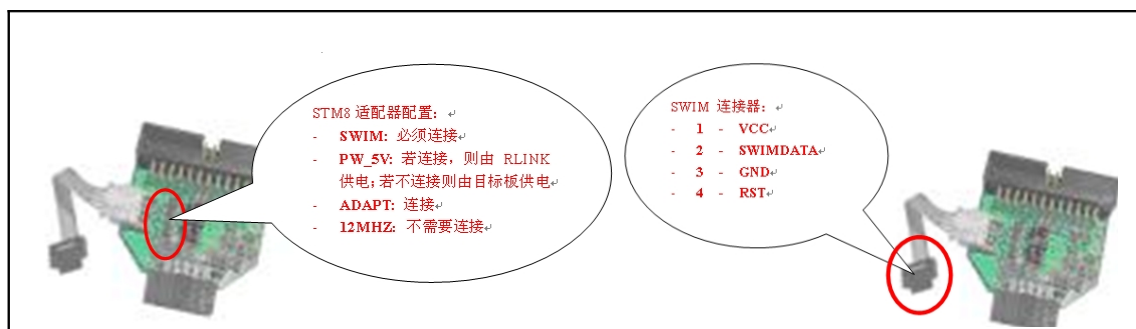 STM8 适配器配置：
- SWIM: 必须连接
- PW_5V: 若连接，则由 RLINK
供电；若不连接则由目标板供电
- ADAPT: 连接
- 12MHZ: 不需要连接
SWIM 连接器：
- 1 - VCC
- 2 - SWIMDATA
- 3 - GND
- 4 - RST